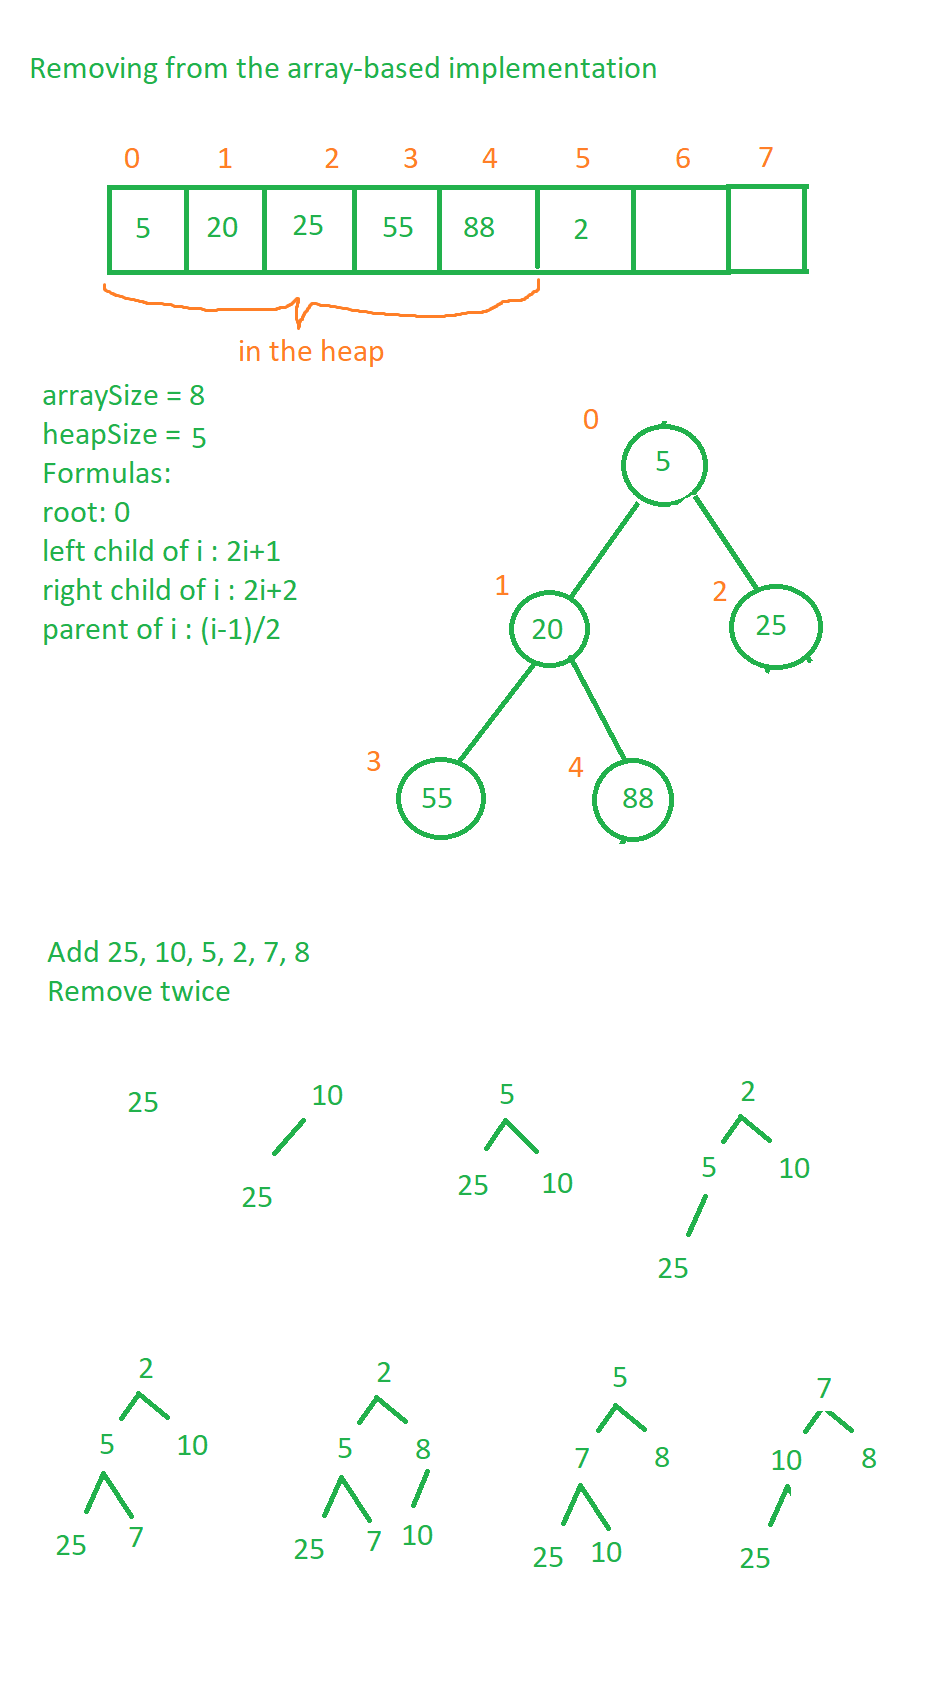 Removing from the array-based implementation
0 1 2 3 4 5 6 7
5 20 25 55 88 2
in the heap
arraySize = 8
heapSize = 5
Formulas:
root: 0
left child of i : 2i+1
right child of i : 2i+2
parent of i : (i-1)/2
0
5
1 2
20 25
3 4
55 88
Add 25, 10, 5, 2, 7, 8
Remove twice
25
10
25
5
25 10
2
5 10
25
2
5 10
25 7
2
5 8
25 7 10
5
7 8
25 10
7
10 8
25